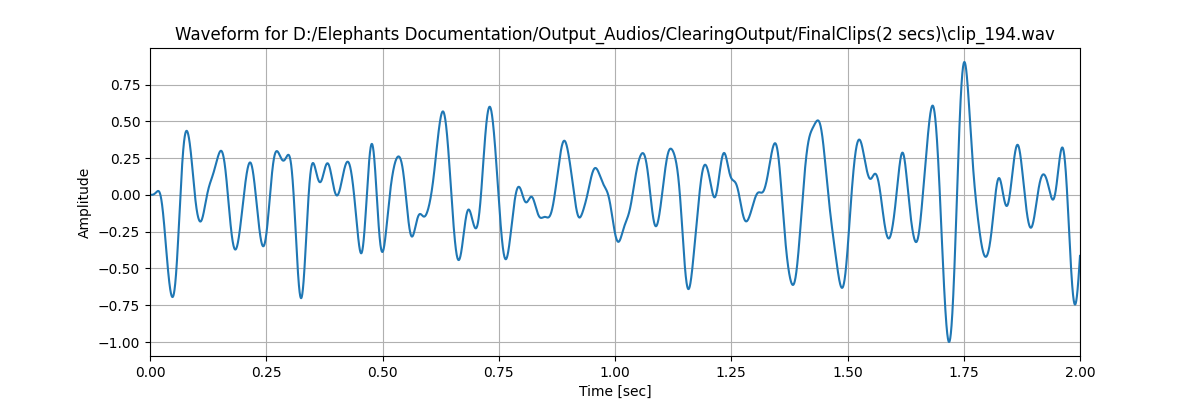 Waveform for D:/Elephants Documentation/Output_Audios/ClearingOutput/FinalClips(2 secs)\clip_194.wav
Amplitude
0.75
0.50
0.25
0.00
−0.25
−0.50
−0.75
−1.00
0.00 0.25 0.50 0.75 1.00 1.25 1.50 1.75 2.00
Time [sec]